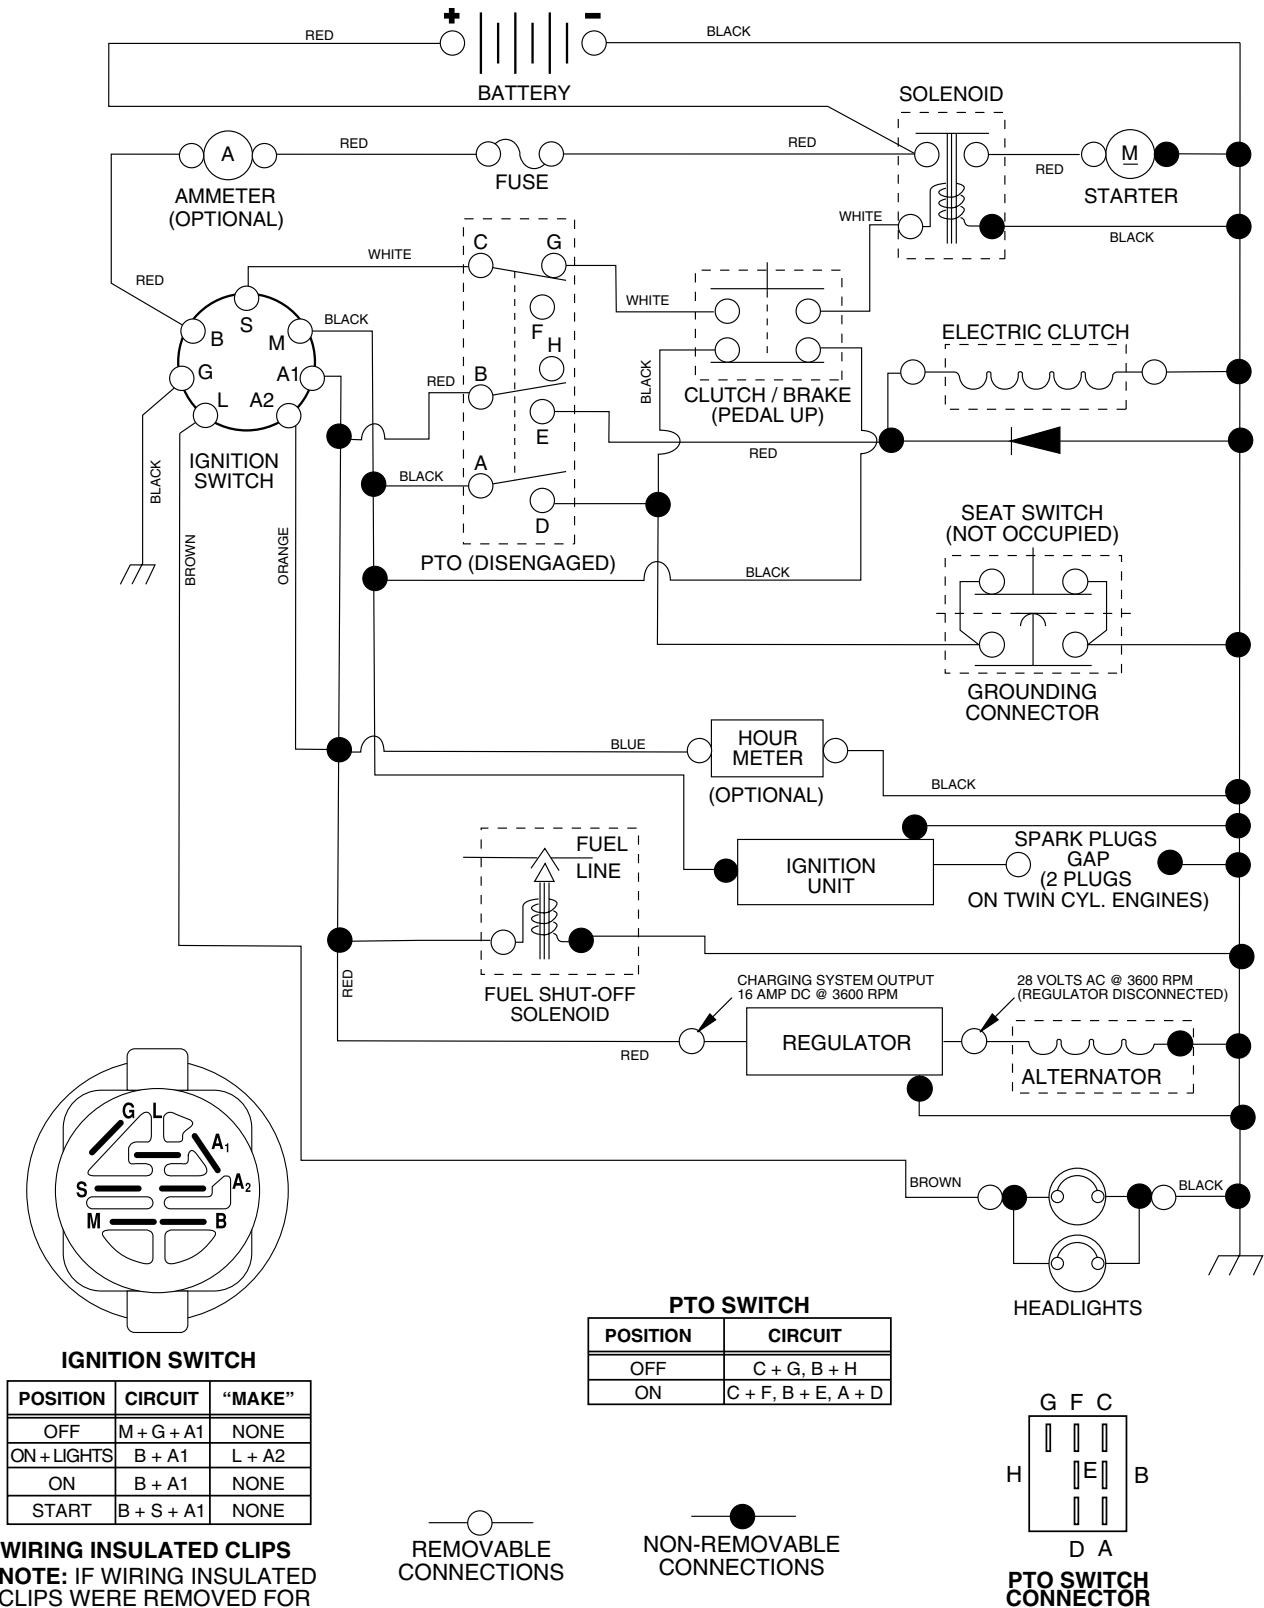 + −
RED
BLACK
BATTERY
SOLENOID
RED
RED
A
FUSE
M
RED
AMMETER
(OPTIONAL)
STARTER
WHITE
BLACK
WHITE
C G
RED
WHITE
S
F
B
M
BLACK
H
ELECTRIC CLUTCH
G
A1
RED
B
BLACK
L
A2
E
CLUTCH / BRAKE
(PEDAL UP)
RED
IGNITION
SWITCH
BLACK
BLACK
A
D
SEAT SWITCH
(NOT OCCUPIED)
BROWN
ORANGE
PTO (DISENGAGED)
BLACK
GROUNDING
CONNECTOR
BLUE
HOUR
METER
(OPTIONAL)
BLACK
FUEL
LINE
IGNITION
UNIT
SPARK PLUGS
GAP
(2 PLUGS
ON TWIN CYL. ENGINES)
RED
FUEL SHUT-OFF
SOLENOID
CHARGING SYSTEM OUTPUT
16 AMP DC @ 3600 RPM
28 VOLTS AC @ 3600 RPM
(REGULATOR DISCONNECTED)
RED
REGULATOR
ALTERNATOR
G L
A1
S
A2
M
B
BROWN
BLACK
HEADLIGHTS
IGNITION SWITCH
POSITION CIRCUIT “MAKE”
OFF M + G + A1 NONE
ON + LIGHTS B + A1 L + A2
ON B + A1 NONE
START B + S + A1 NONE
PTO SWITCH
POSITION CIRCUIT
OFF C + G, B + H
ON C + F, B + E, A + D
G F C
H E B
D A
PTO SWITCH
CONNECTOR
REMOVABLE
CONNECTIONS
NON-REMOVABLE
CONNECTIONS
WIRING INSULATED CLIPS
NOTE: IF WIRING INSULATED
CLIPS WERE REMOVED FOR